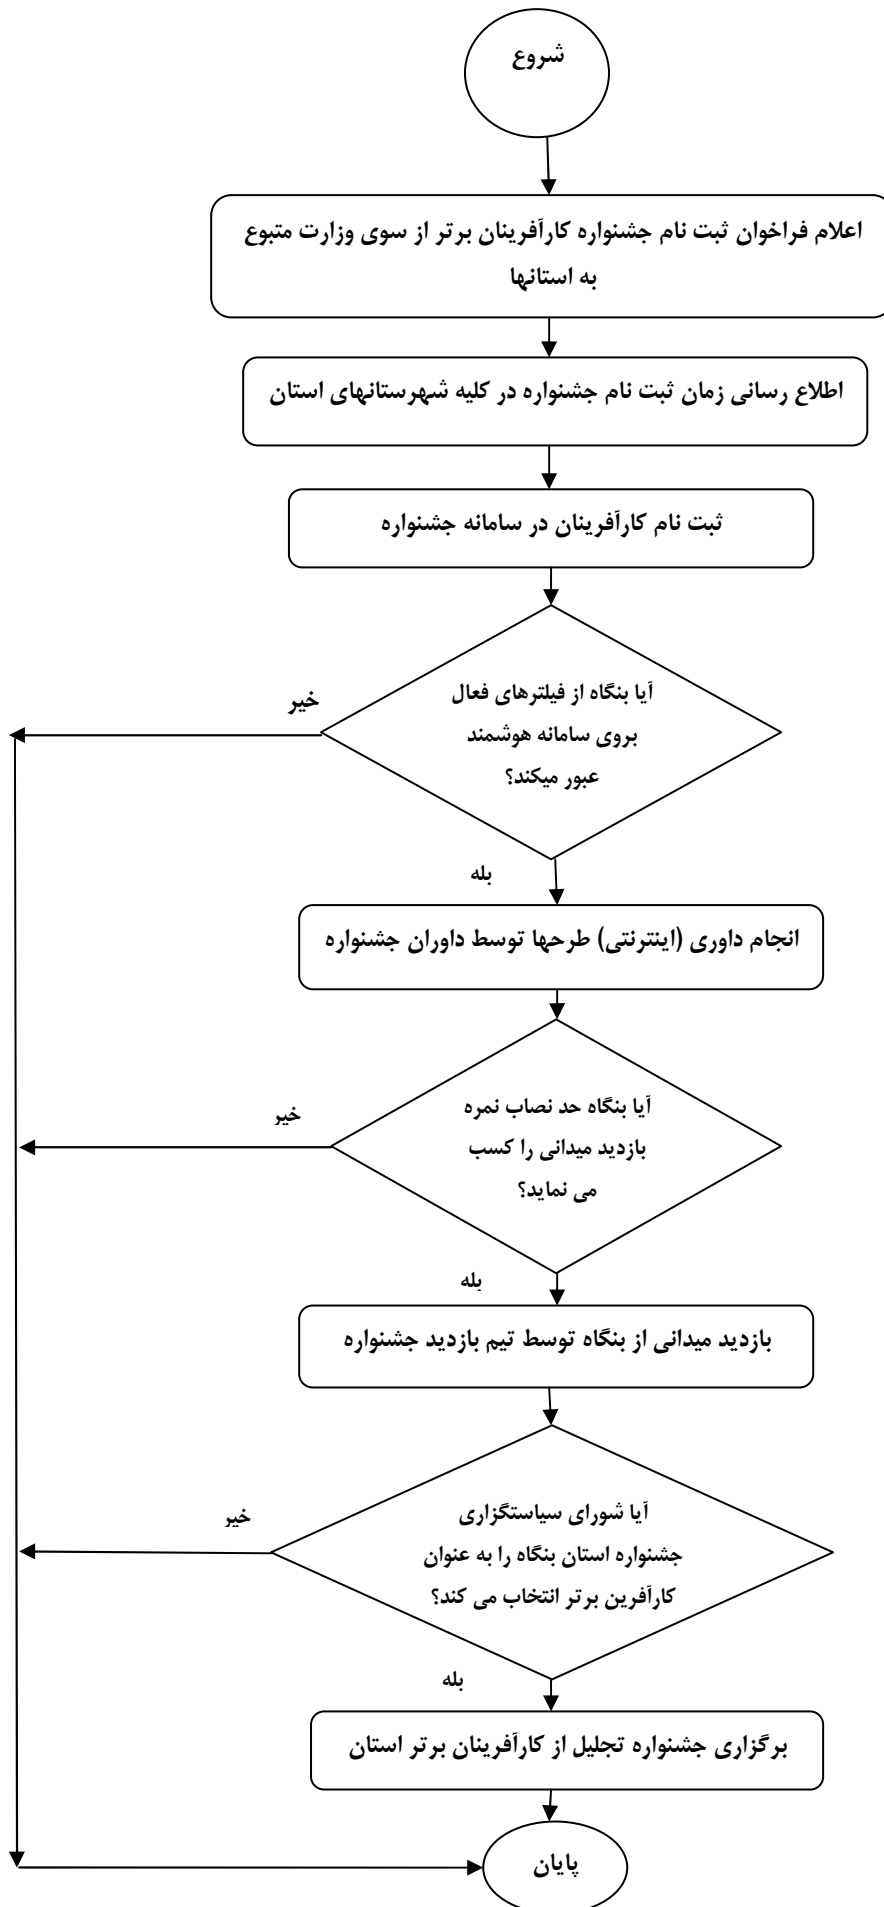 شروع
اعلام فراخوان ثبت نام جشنواره کارآفرینان برتر از سوی وزارت متبوع
به استانها
اطلاع رسانی زمان ثبت نام جشنواره در کلیه شهرستانهای استان
ثبت نام کارآفرینان در سامانه جشنواره
آیا بنگاه از فیلترهای فعال
بروی سامانه هوشمند
عبور میکند؟
خیر
بله
انجام داوری (اینترنتی) طرحها توسط داوران جشنواره
آیا بنگاه حد نصاب نمره
بازدید میدانی را کسب
می نماید؟
خیر
بله
بازدید میدانی از بنگاه توسط تیم بازدید جشنواره
آیا شورای سیاستگزاری
جشنواره استان بنگاه را به عنوان
کارآفرین برتر انتخاب می کند؟
خیر
بله
برگزاری جشنواره تجلیل از کارآفرینان برتر استان
پایان